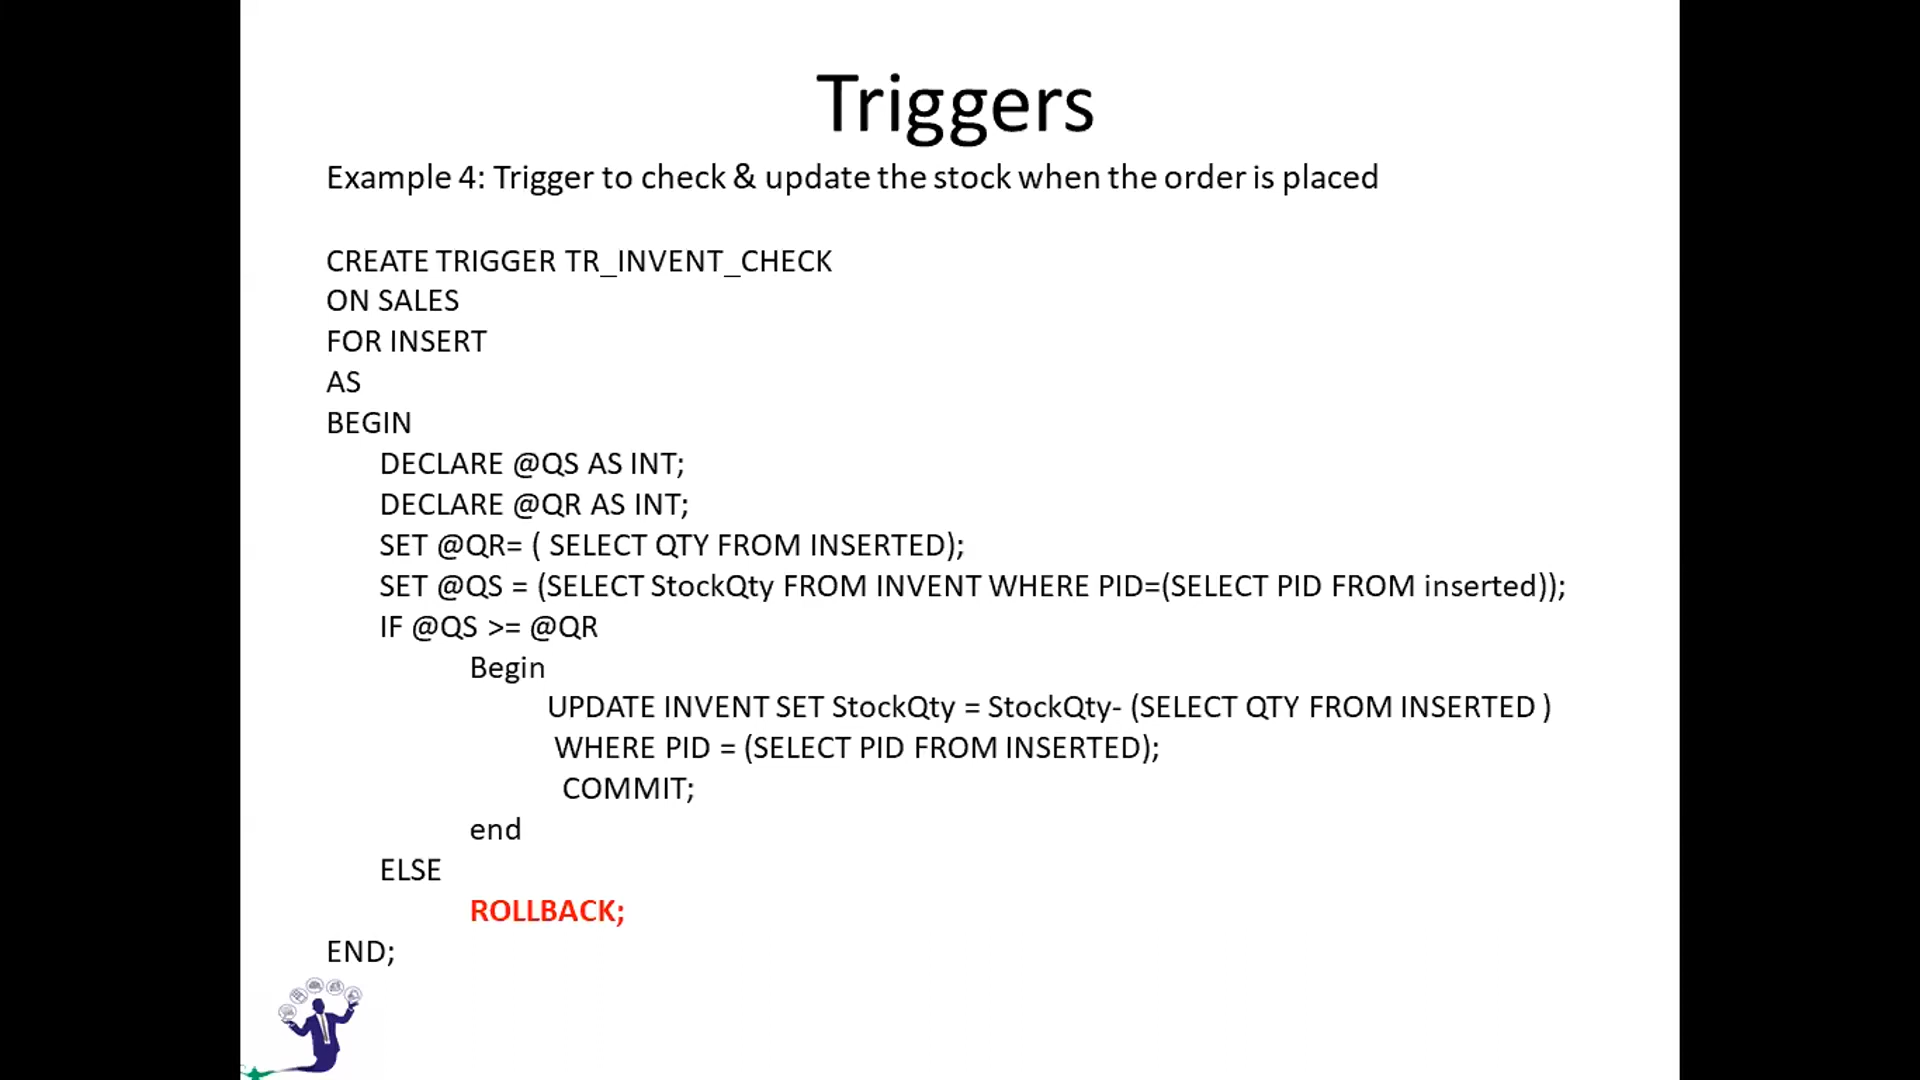 Triggers
Example 4: Trigger to check & update the stock when the order is placed
CREATE TRIGGER TR_INVENT_CHECK
ON SALES
FOR INSERT
AS
BEGIN
DECLARE @QS AS INT;
DECLARE @QR AS INT;
SET @QR= ( SELECT QTY FROM INSERTED);
SET @QS = (SELECT StockQty FROM INVENT WHERE PID=(SELECT PID FROM inserted));
IF @QS >= @QR
Begin
UPDATE INVENT SET StockQty = StockQty- (SELECT QTY FROM INSERTED )
WHERE PID = (SELECT PID FROM INSERTED);
COMMIT;
end
ELSE
ROLLBACK;
END;